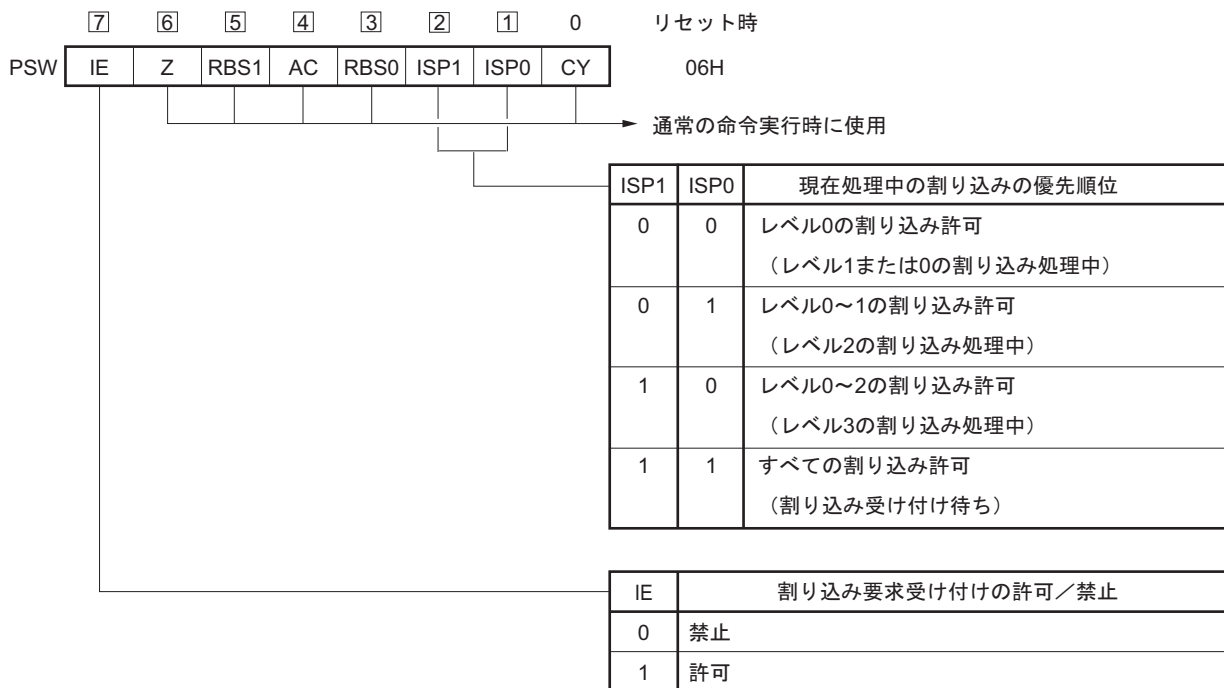 7 6 5 4 3 2 1 0 リセット時
PSW IE Z RBS1 AC RBS0 ISP1 ISP0 CY 06H
通常の命令実行時に使用
ISP1 ISP0 現在処理中の割り込みの優先順位
0 0 レベル0の割り込み許可
（レベル1または0の割り込み処理中）
0 1 レベル0～1の割り込み許可
（レベル2の割り込み処理中）
1 0 レベル0～2の割り込み許可
（レベル3の割り込み処理中）
1 1 すべての割り込み許可
（割り込み受け付け待ち）
IE 割り込み要求受け付けの許可／禁止
0 禁止
1 許可